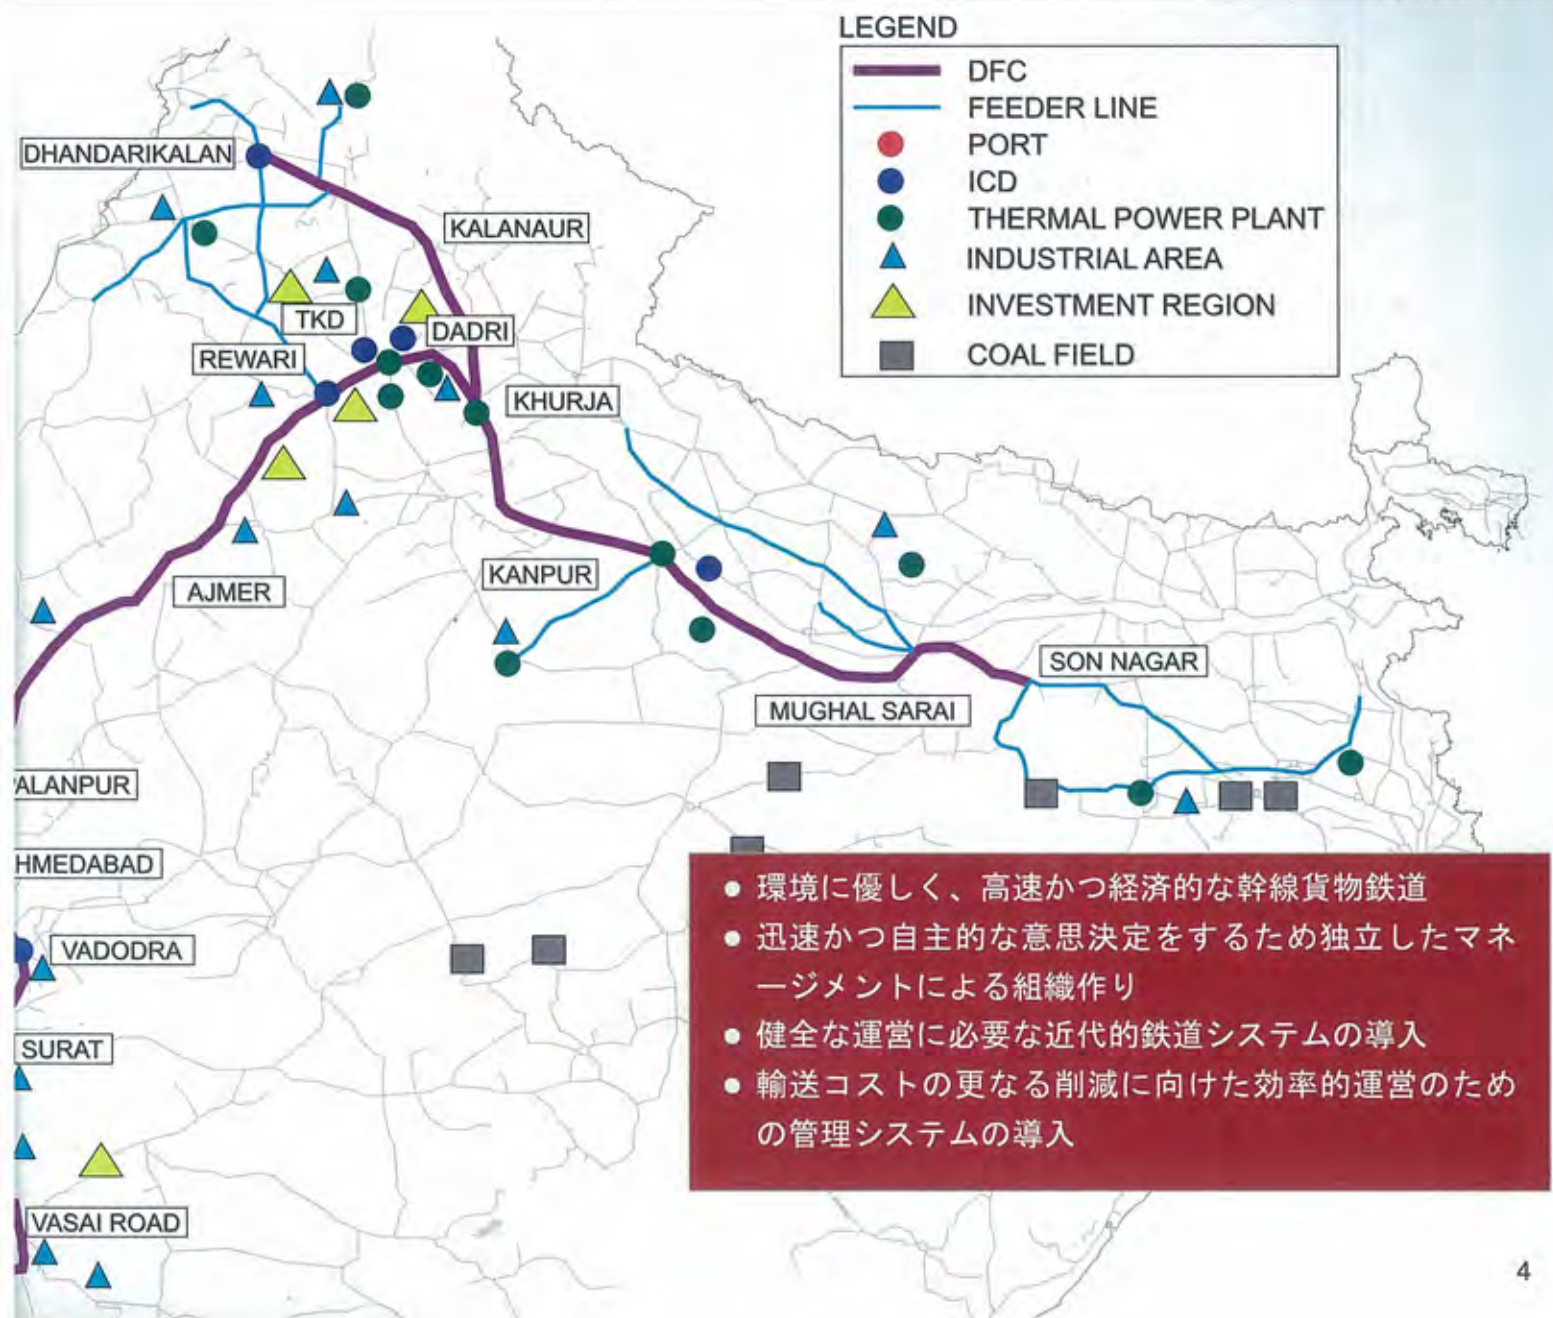 LEGEND
DFC
FEEDER LINE
PORT
ICD
THERMAL POWER PLANT
INDUSTRIAL AREA
INVESTMENT REGION
COAL FIELD
DHANDARIKALAN
KALANAUR
TKD
DADRI
REWARI
KHURJA
KANPUR
AJMER
SON NAGAR
MUGHAL SARAI
ALANPUR
HMEDABAD
VADODRA
SURAT
VASAI ROAD
● 環境に優しく、高速かつ経済的な幹線貨物鉄道
● 迅速かつ自主的な意思決定をするため独立したマネ
ージメントによる組織作り
● 健全な運営に必要な近代的鉄道システムの導入
● 輸送コストの更なる削減に向けた効率的運営のため
の管理システムの導入
4